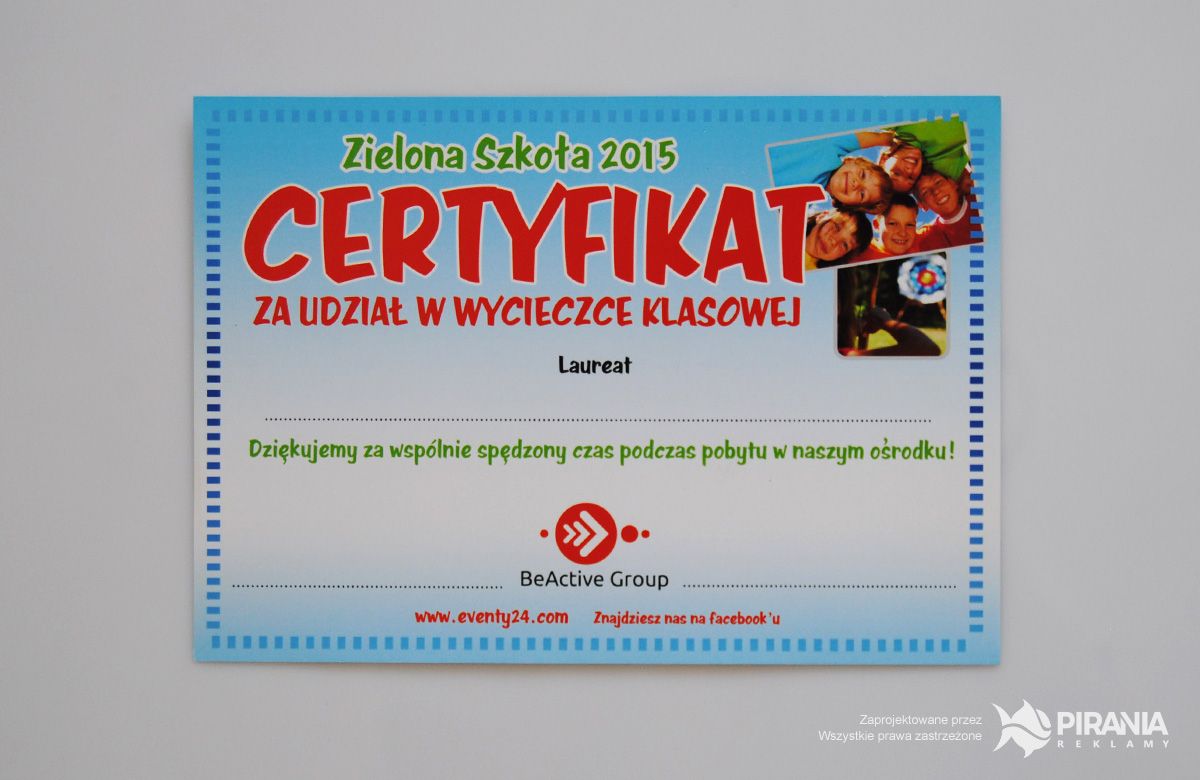 Zielona Szkoła 2015
CERTYFIKAT
ZA UDZIAŁ W WYCIECZCE KLASOWEJ
Laureat
Dziękujemy za wspólnie spędzony czas podczas pobytu w naszym ośrodku!
BeActive Group
www.eventy24.com Znajdziesz nas na facebook'u
Zaprojektowane przez
Wszystkie prawa zastrzeżone
PIRANIA
REKLAMY